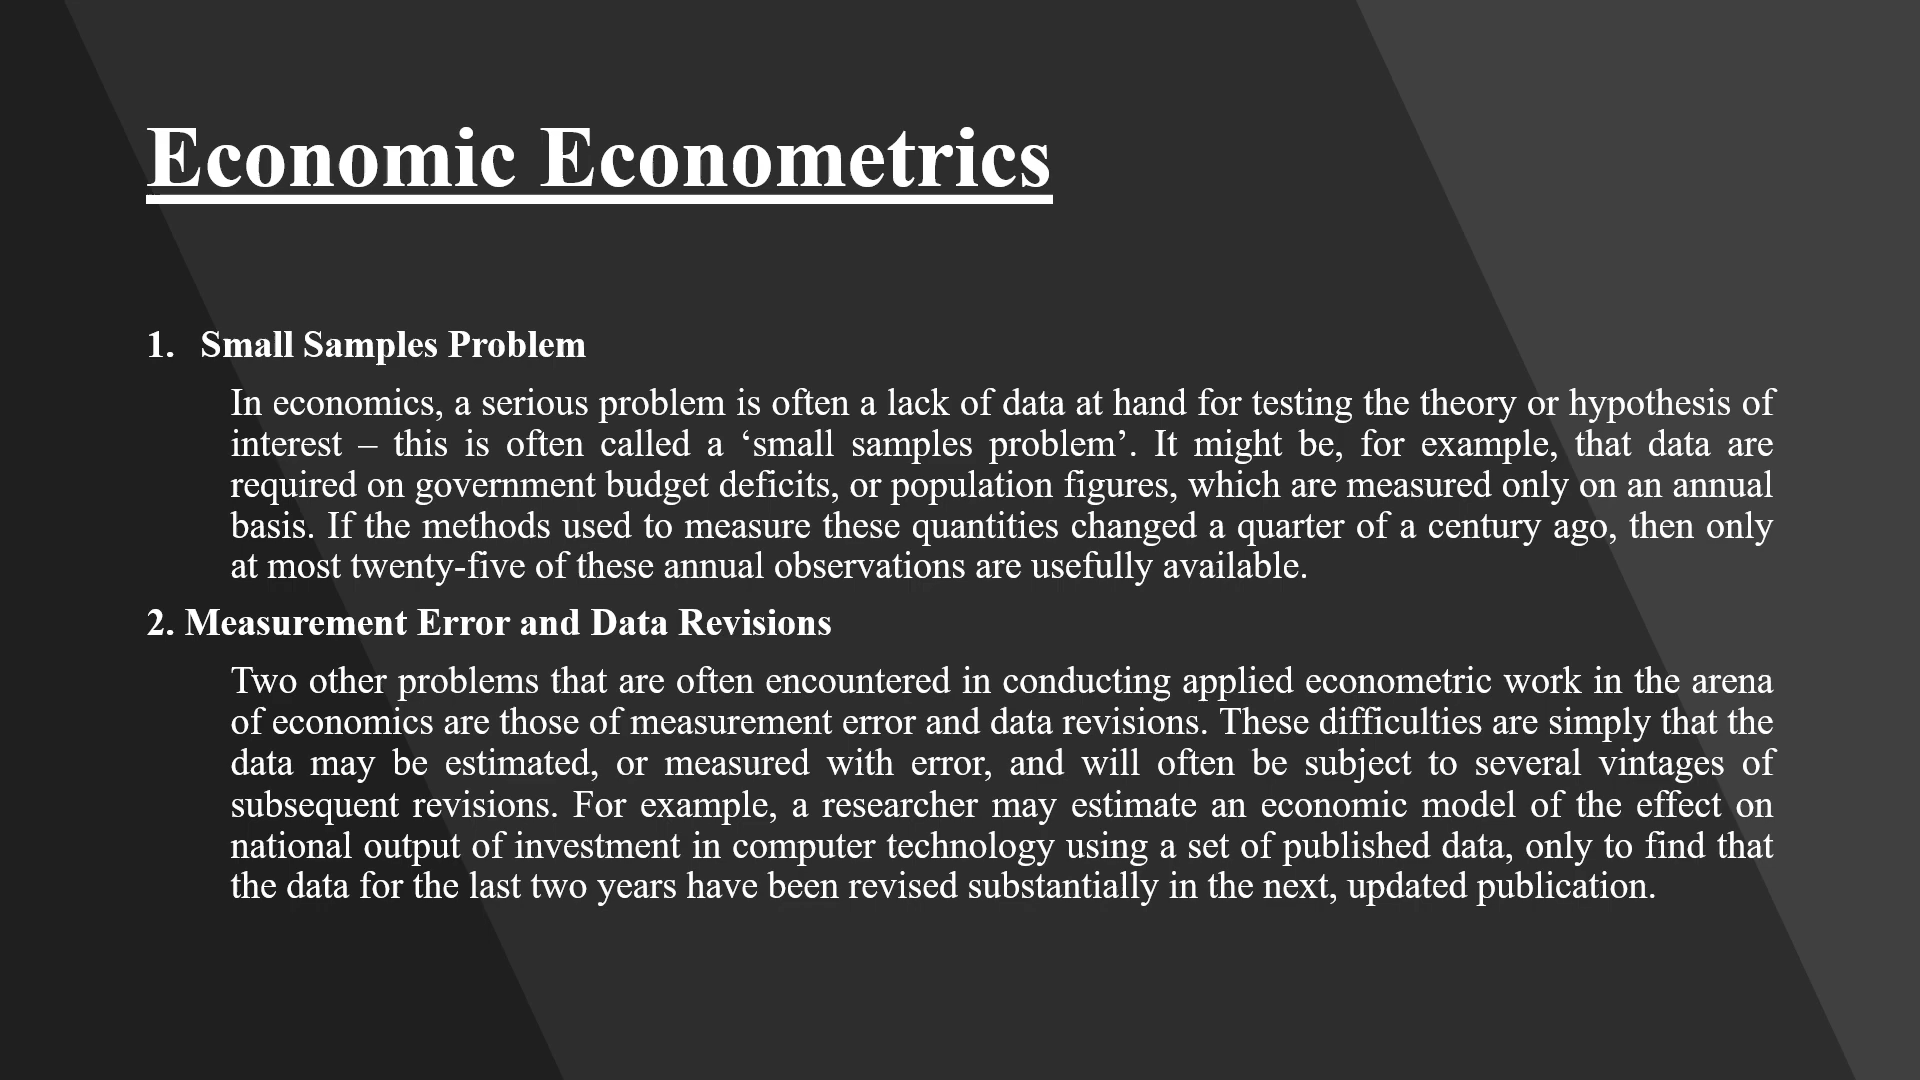 Economic Econometrics
1. Small Samples Problem
In economics, a serious problem is often a lack of data at hand for testing the theory or hypothesis of
interest – this is often called a ‘small samples problem’. It might be, for example, that data are
required on government budget deficits, or population figures, which are measured only on an annual
basis. If the methods used to measure these quantities changed a quarter of a century ago, then only
at most twenty-five of these annual observations are usefully available.
2. Measurement Error and Data Revisions
Two other problems that are often encountered in conducting applied econometric work in the arena
of economics are those of measurement error and data revisions. These difficulties are simply that the
data may be estimated, or measured with error, and will often be subject to several vintages of
subsequent revisions. For example, a researcher may estimate an economic model of the effect on
national output of investment in computer technology using a set of published data, only to find that
the data for the last two years have been revised substantially in the next, updated publication.